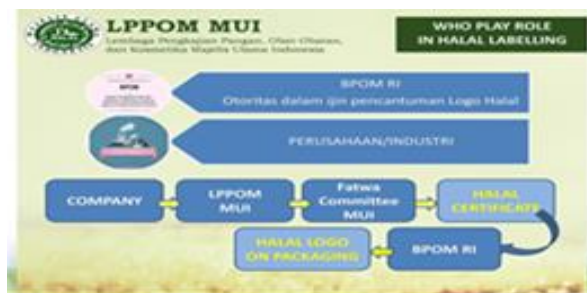 LPPOM MUI
Lembaga Pengkajian Pangan, Obat-Obatan,
dan Kosmetika Majelis Ulama Indonesia
WHO PLAY ROLE
IN HALAL LABELLING
BPOM RI
Otoritas dalam ijin pencantuman Logo Halal
PERUSAHAAN/INDUSTRI
COMPANY
LPPOM
MUI
Fatwa
Committee
MUI
HALAL
CERTIFICATE
HALAL LOGO
ON PACKAGING
BPOM RI